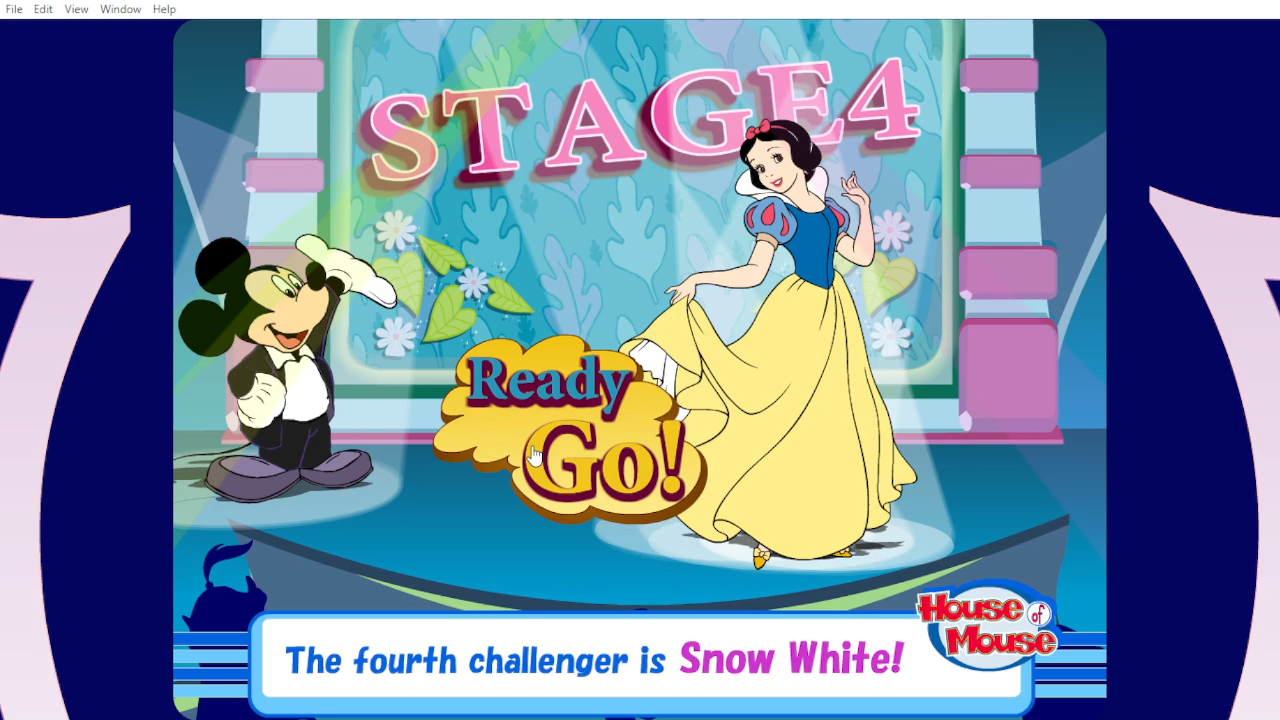 File Edit View Window Help
STAGE4
Ready
Go!
House of
Mouse
The fourth challenger is Snow White!